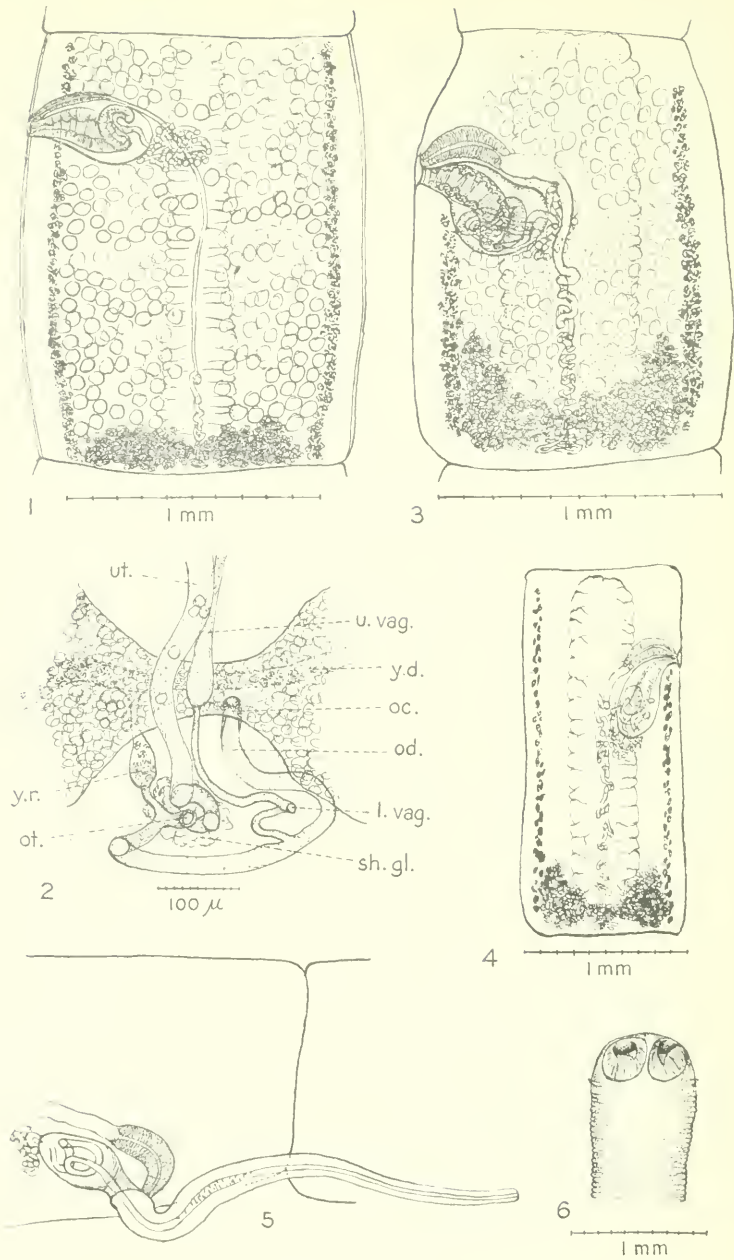 1
1 mm
3
1 mm
ut.
u. vag.
y.d.
oc.
od.
y.r.
l. vag.
ot.
sh. gl.
2
100 µ
4
1 mm
5
6
1 mm